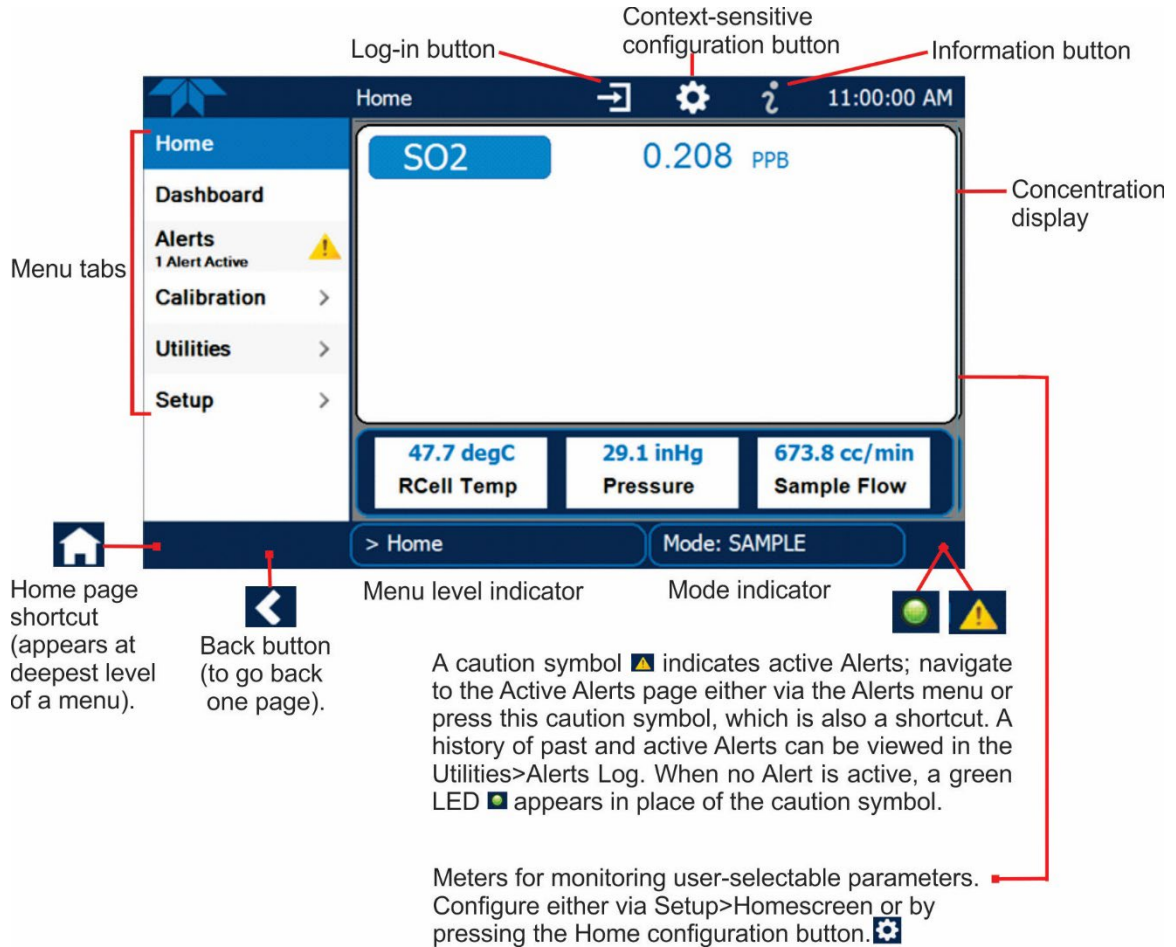 Context-sensitive
configuration button
Log-in button
Information button
Home
11:00:00 AM
Home
Dashboard
Alerts
1 Alert Active
Calibration
Utilities
Setup
Menu tabs
SO2 0.208 PPB
Concentration
display
47.7 degC
RCell Temp
29.1 inHg
Pressure
673.8 cc/min
Sample Flow
> Home
Mode: SAMPLE
Home page
shortcut
(appears at
deepest level
of a menu).
Back button
(to go back
one page).
Menu level indicator
Mode indicator
A caution symbol indicates active Alerts; navigate
to the Active Alerts page either via the Alerts menu or
press this caution symbol, which is also a shortcut. A
history of past and active Alerts can be viewed in the
Utilities>Alerts Log. When no Alert is active, a green
LED appears in place of the caution symbol.
Meters for monitoring user-selectable parameters.
Configure either via Setup>Homescreen or by
pressing the Home configuration button.